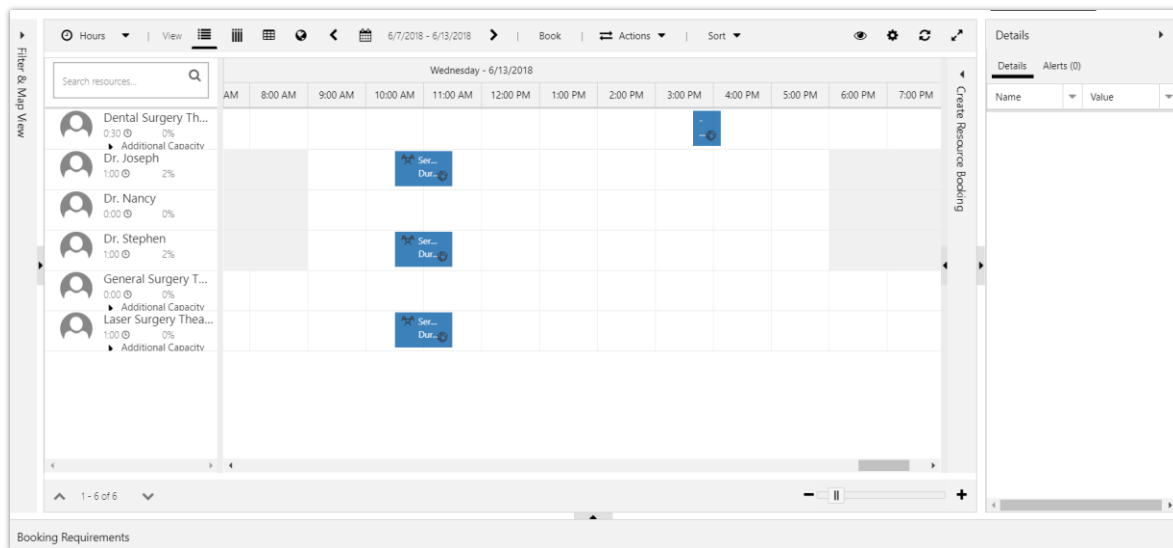 Filter & Map View
Hours | View 6/7/2018 - 6/13/2018 | Book | Actions | Sort
Search resources...
Wednesday - 6/13/2018
AM 8:00 AM 9:00 AM 10:00 AM 11:00 AM 12:00 PM 1:00 PM 2:00 PM 3:00 PM 4:00 PM 5:00 PM 6:00 PM 7:00 PM
Dental Surgery Th...
0:30 0%
Additional Capacity
-
...
Dr. Joseph
1:00 2%
Ser...
Dur...
Dr. Nancy
0:00 0%
Dr. Stephen
1:00 2%
Ser...
Dur...
General Surgery T...
0:00 0%
Additional Capacity
Laser Surgery Thea...
1:00 0%
Additional Capacity
Ser...
Dur...
1 - 6 of 6
Create Resource Booking
Details
Details Alerts (0)
Name Value
Booking Requirements